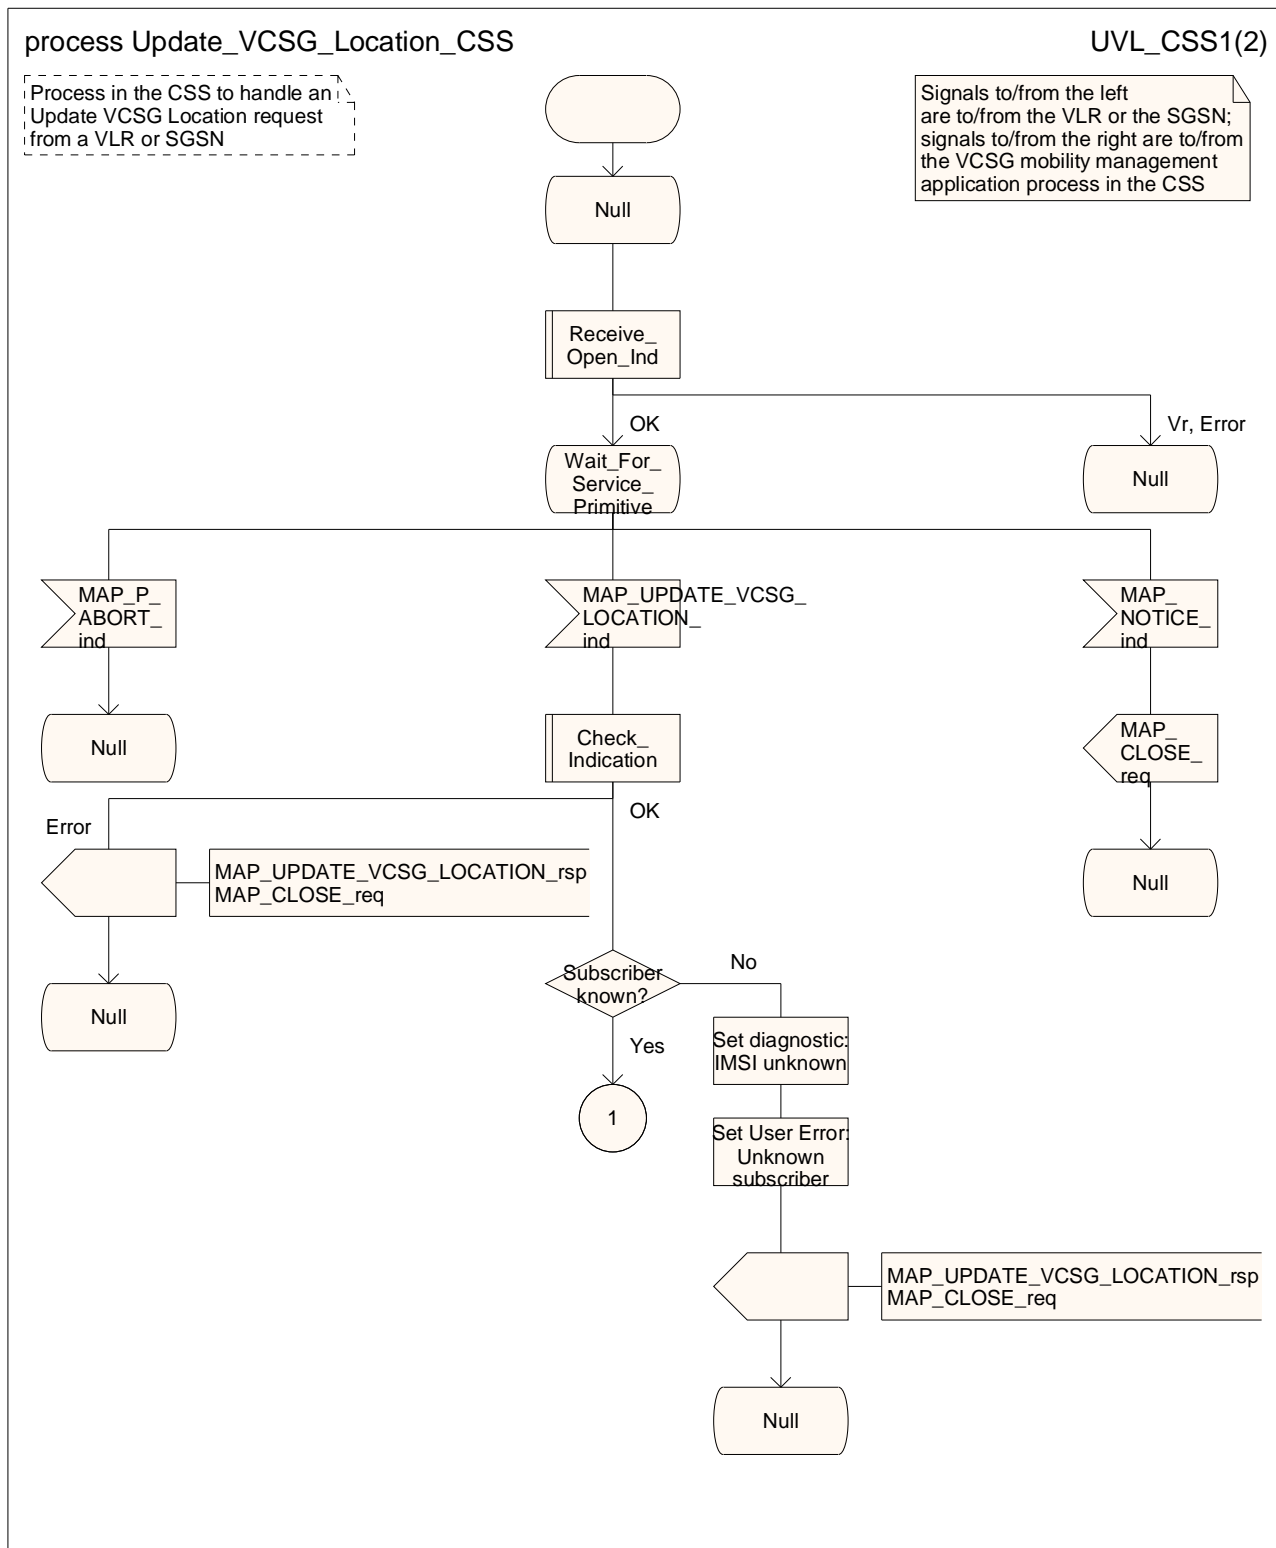 process Update_VCSG_Location_CSS
UVL_CSS1(2)
Process in the CSS to handle an
Update VCSG Location request
from a VLR or SGSN
Signals to/from the left
are to/from the VLR or the SGSN;
signals to/from the right are to/from
the VCSG mobility management
application process in the CSS
Null
Receive_
Open_Ind
OK
Vr, Error
Wait_For_
Service_
Primitive
Null
MAP_P_
ABORT_
ind
MAP_UPDATE_VCSG_
LOCATION_
ind
MAP_
NOTICE_
ind
Null
Check_
Indication
MAP_
CLOSE_
req
Error
OK
MAP_UPDATE_VCSG_LOCATION_rsp
MAP_CLOSE_req
Null
Subscriber
known?
No
Null
Yes
Set diagnostic:
IMSI unknown
1
Set User Error:
Unknown
subscriber
MAP_UPDATE_VCSG_LOCATION_rsp
MAP_CLOSE_req
Null